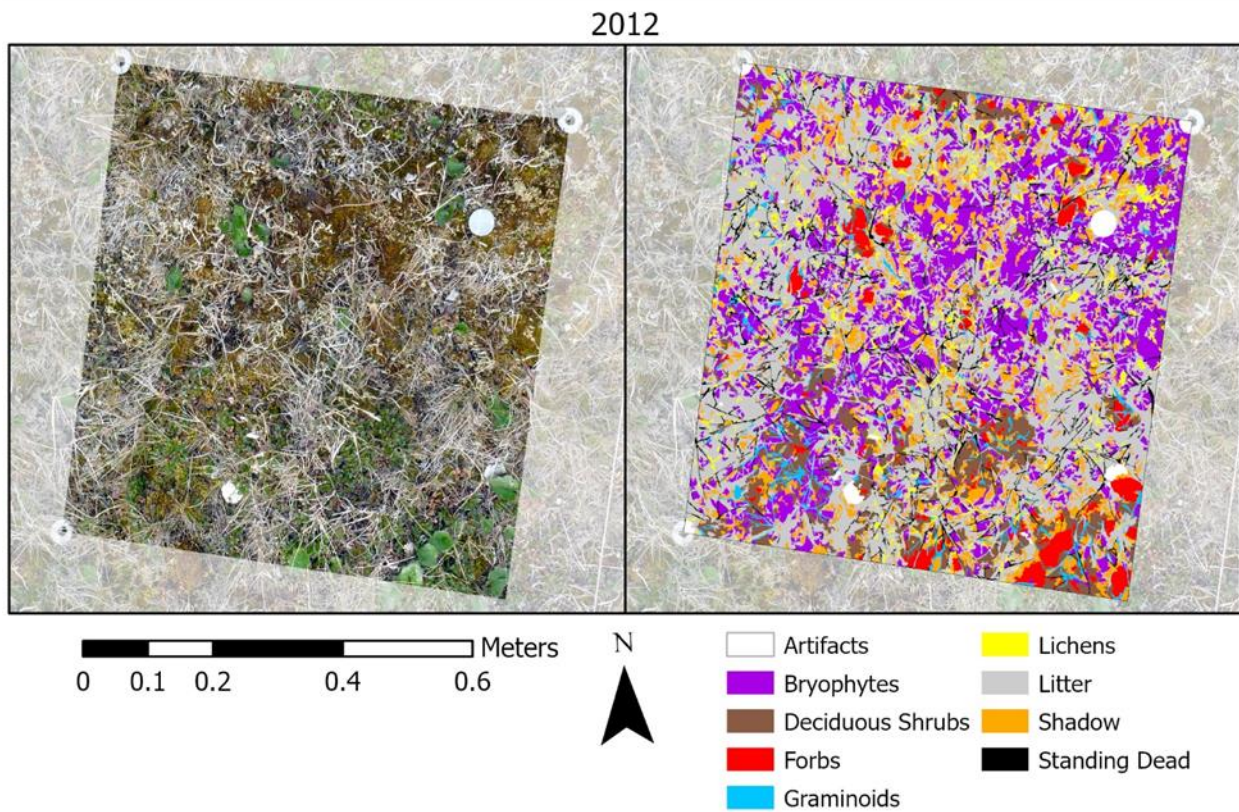 2012
Meters
0 0.1 0.2 0.4 0.6
N
Artifacts
Bryophytes
Deciduous Shrubs
Forbs
Graminoids
Lichens
Litter
Shadow
Standing Dead